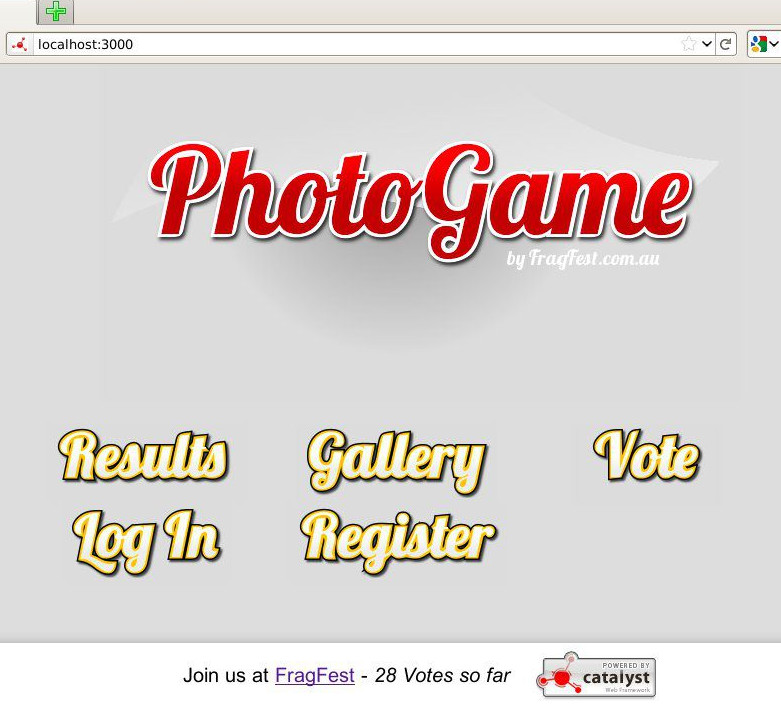 localhost:3000
PhotoGame
by FragFest.com.au
Results Gallery Vote
Log In Register
Join us at FragFest - 28 Votes so far
POWERED BY
catalyst
Web Framework